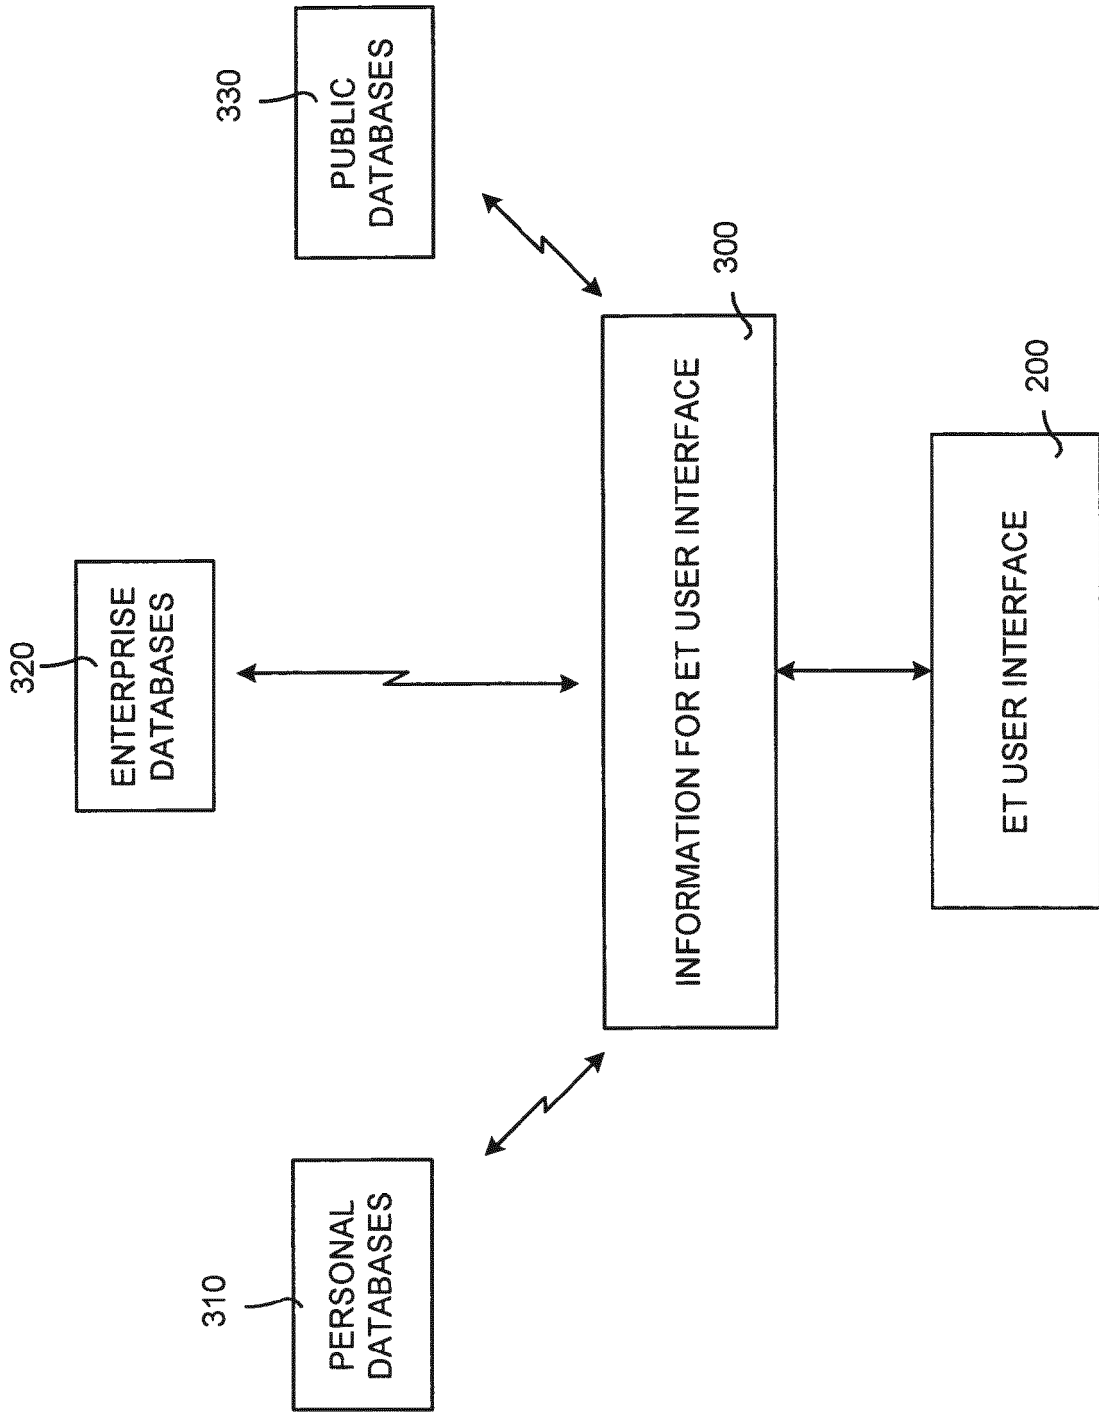 320
ENTERPRISE
DATABASES
310
PERSONAL
DATABASES
330
PUBLIC
DATABASES
300
INFORMATION FOR ET USER INTERFACE
200
ET USER INTERFACE